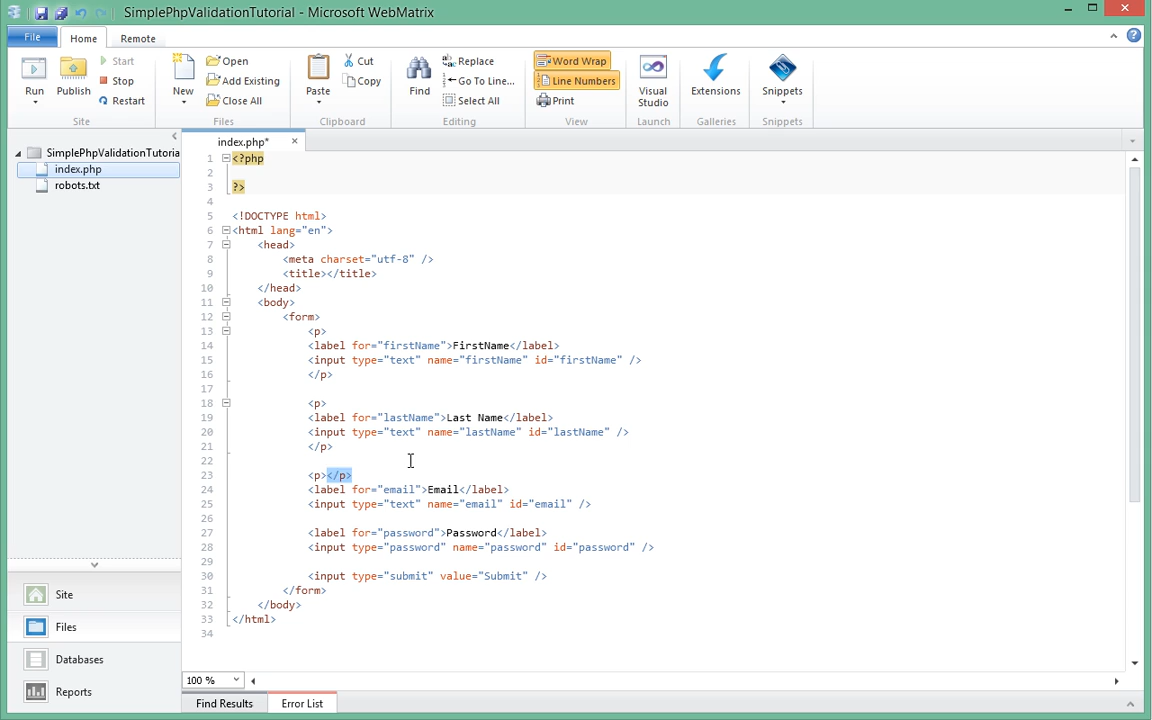 SimplePhpValidationTutorial - Microsoft WebMatrix
File Home Remote
Run Publish Start Stop Restart Site
New Open Add Existing Close All Files
Paste Cut Copy Clipboard
Find Replace Go To Line... Select All Editing
Word Wrap Line Numbers Print View
Visual Studio Launch
Extensions Galleries
Snippets Snippets
SimplePhpValidationTutoria
index.php
robots.txt
index.php*
1 <?php
2
3 ?>
4
5 <!DOCTYPE html>
6 <html lang="en">
7 <head>
8 <meta charset="utf-8" />
9 <title></title>
10 </head>
11 <body>
12 <form>
13 <p>
14 <label for="firstName">FirstName</label>
15 <input type="text" name="firstName" id="firstName" />
16 </p>
17
18 <p>
19 <label for="lastName">Last Name</label>
20 <input type="text" name="lastName" id="lastName" />
21 </p>
22
23 <p></p>
24 <label for="email">Email</label>
25 <input type="text" name="email" id="email" />
26
27 <label for="password">Password</label>
28 <input type="password" name="password" id="password" />
29
30 <input type="submit" value="Submit" />
31 </form>
32 </body>
33 </html>
34
Site
Files
Databases
Reports
100 %
Find Results Error List